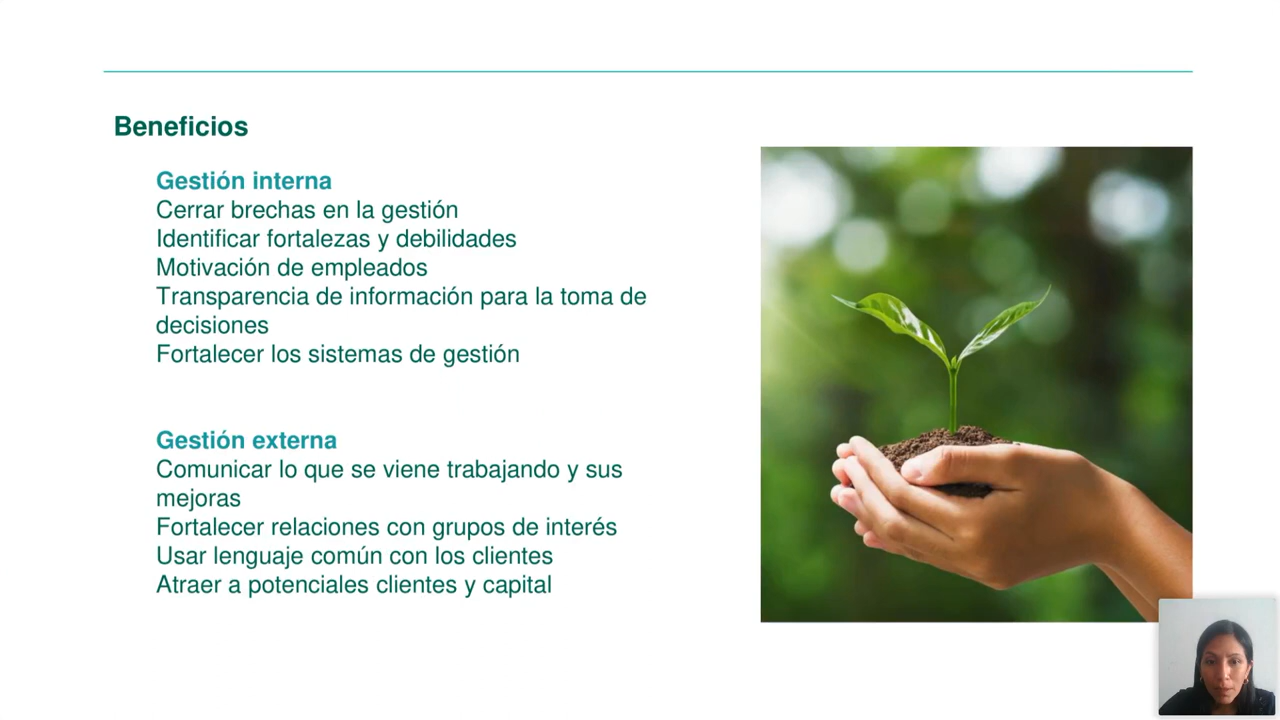 Beneficios
Gestión interna
Cerrar brechas en la gestión
Identificar fortalezas y debilidades
Motivación de empleados
Transparencia de información para la toma de
decisiones
Fortalecer los sistemas de gestión
Gestión externa
Comunicar lo que se viene trabajando y sus
mejoras
Fortalecer relaciones con grupos de interés
Usar lenguaje común con los clientes
Atraer a potenciales clientes y capital